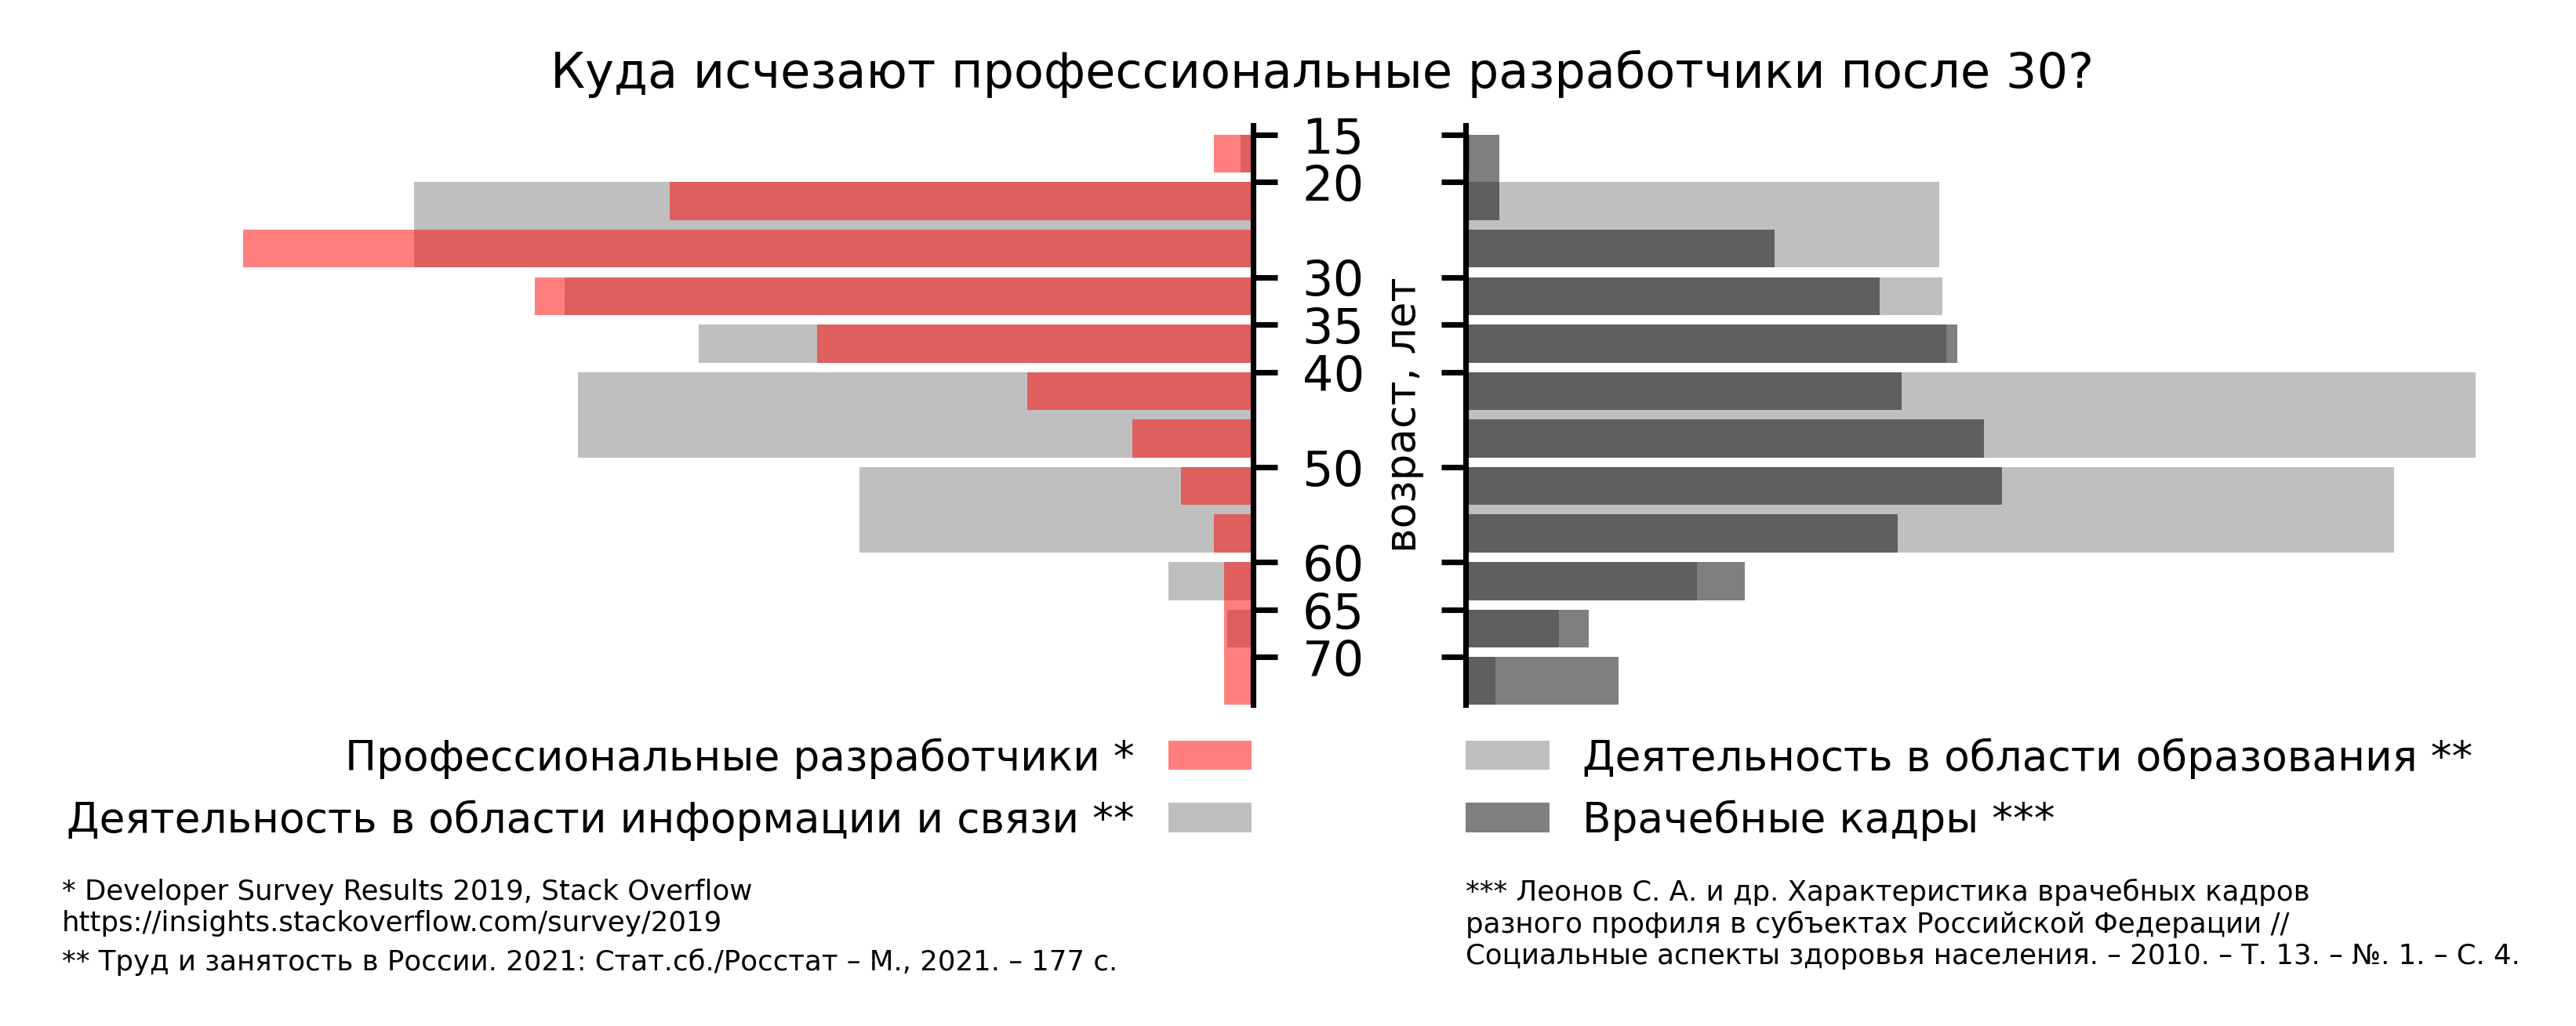 Куда исчезают профессиональные разработчики после 30?
15
20
30
35
40
50
60
65
70
возраст, лет
Профессиональные разработчики *
Деятельность в области информации и связи **
Деятельность в области образования **
Врачебные кадры ***
* Developer Survey Results 2019, Stack Overflow
https://insights.stackoverflow.com/survey/2019
** Труд и занятость в России. 2021: Стат.сб./Росстат – М., 2021. – 177 с.
*** Леонов С. А. и др. Характеристика врачебных кадров
разного профиля в субъектах Российской Федерации //
Социальные аспекты здоровья населения. – 2010. – Т. 13. – №. 1. – С. 4.